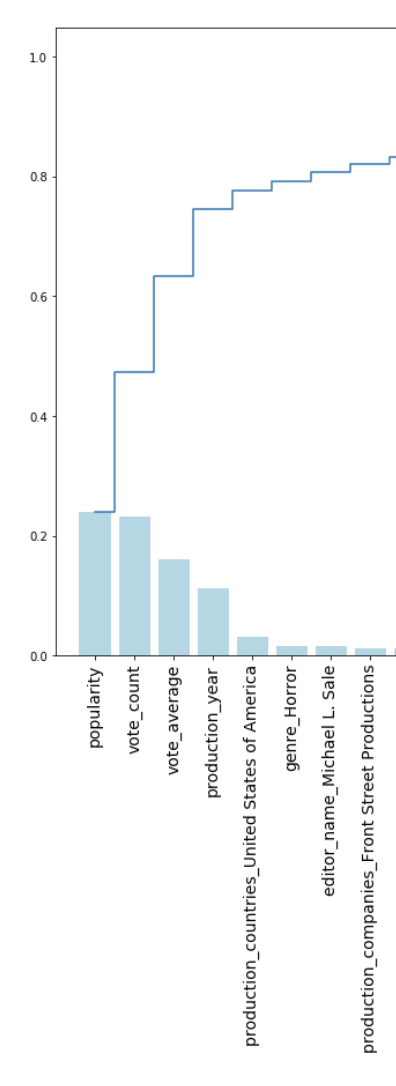 1.0
0.8
0.6
0.4
0.2
0.0
popularity
vote_count
vote_average
production_year
production_countries_United States of America
genre_Horror
editor_name_Michael L. Sale
production_companies_Front Street Productions